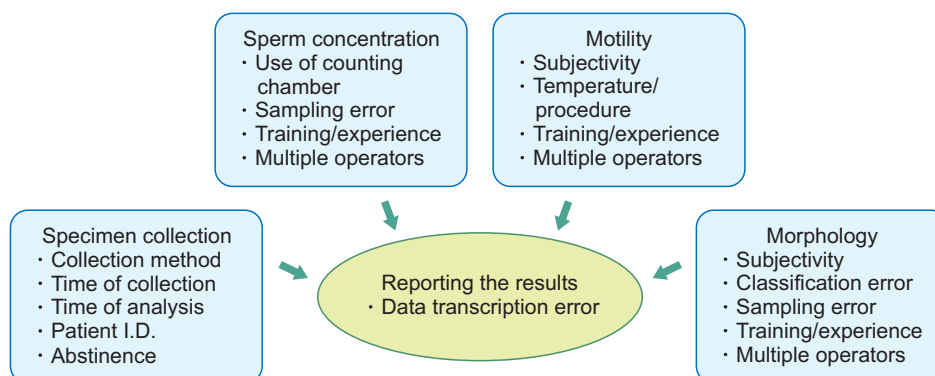 Sperm concentration
· Use of counting
chamber
· Sampling error
· Training/experience
· Multiple operators
Motility
· Subjectivity
· Temperature/
procedure
· Training/experience
· Multiple operators
Specimen collection
· Collection method
· Time of collection
· Time of analysis
· Patient I.D.
· Abstinence
Reporting the results
· Data transcription error
Morphology
· Subjectivity
· Classification error
· Sampling error
· Training/experience
· Multiple operators